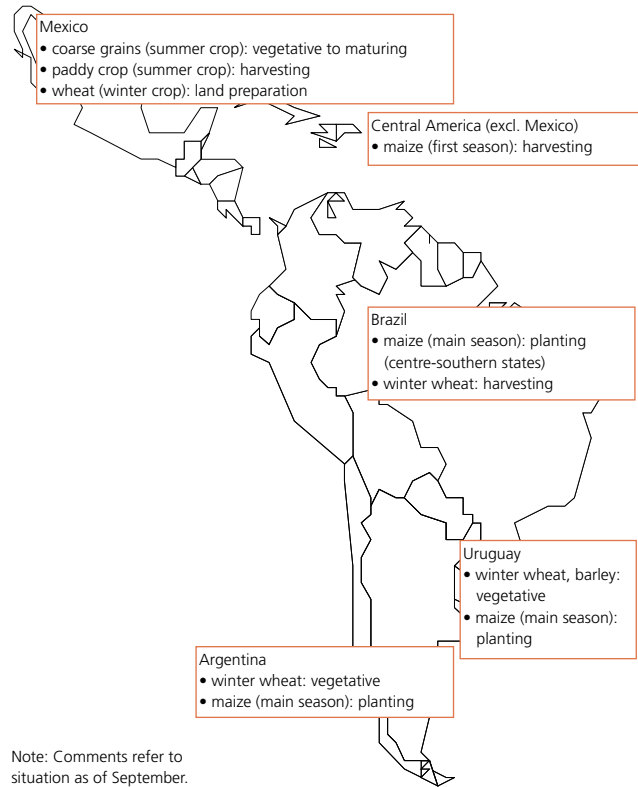 Mexico
• coarse grains (summer crop): vegetative to maturing
• paddy crop (summer crop): harvesting
• wheat (winter crop): land preparation
Central America (excl. Mexico)
• maize (first season): harvesting
Brazil
• maize (main season): planting
(centre-southern states)
• winter wheat: harvesting
Uruguay
• winter wheat, barley:
vegetative
• maize (main season):
planting
Argentina
• winter wheat: vegetative
• maize (main season): planting
Note: Comments refer to
situation as of September.